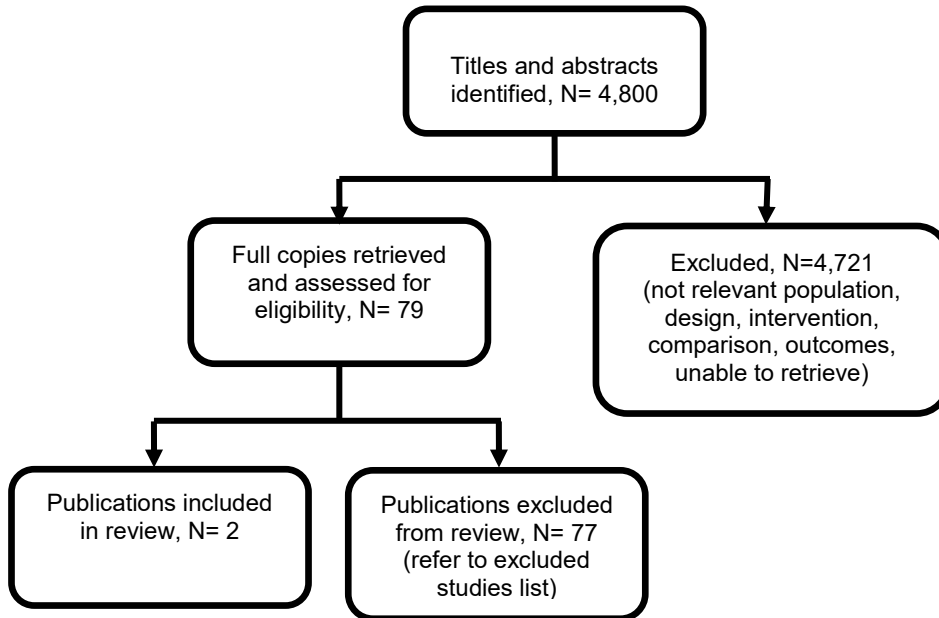 Titles and abstracts
identified, N= 4,800
Full copies retrieved
and assessed for
eligibility, N= 79
Excluded, N=4,721
(not relevant population,
design, intervention,
comparison, outcomes,
unable to retrieve)
Publications included
in review, N= 2
Publications excluded
from review, N= 77
(refer to excluded
studies list)